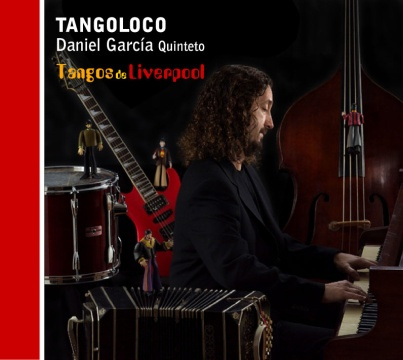 TANGOLOCO
Daniel García Quinteto
Tangos de Liverpool